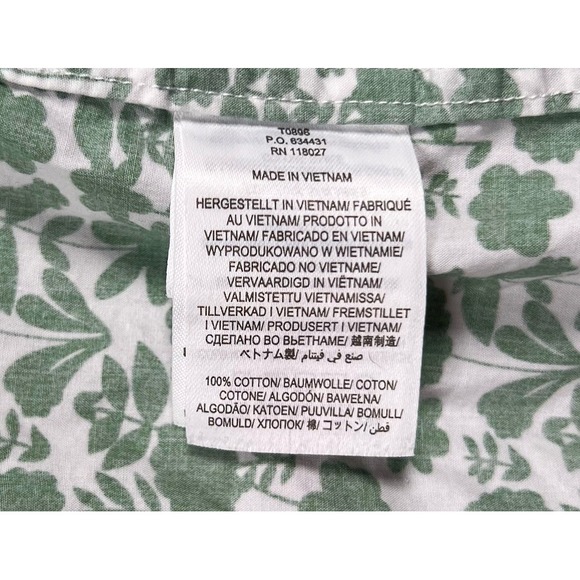 T0806
P.O. 634431
RN 118027
MADE IN VIETNAM
HERGESTELLT IN VIETNAM/ FABRIQUÉ
AU VIETNAM/ PRODOTTO IN
VIETNAM/ FABRICADO EN VIETNAM/
WYPRODUKOWANO W WIETNAMIE/
FABRICADO NO VIETNAME/
VERVAARDIGD IN VIËTNAM/
VALMISTETTU VIETNAMISSA/
TILLVERKAD I VIETNAM/ FREMSTILLET
I VIETNAM/ PRODUSERT I VIETNAM/
СДЕЛАНО ВО ВЬЕТНАМЕ/ 越南制造/
ベトナム製/ صنع في فيتنام
100% COTTON/ BAUMWOLLE/ COTON/
COTONE/ ALGODÓN/ BAWEŁNA/
ALGODÃO/ KATOEN/ PUUVILLA/ BOMULL/
BOMULD/ ХЛОПОК/ 棉/ コットン/ قطن